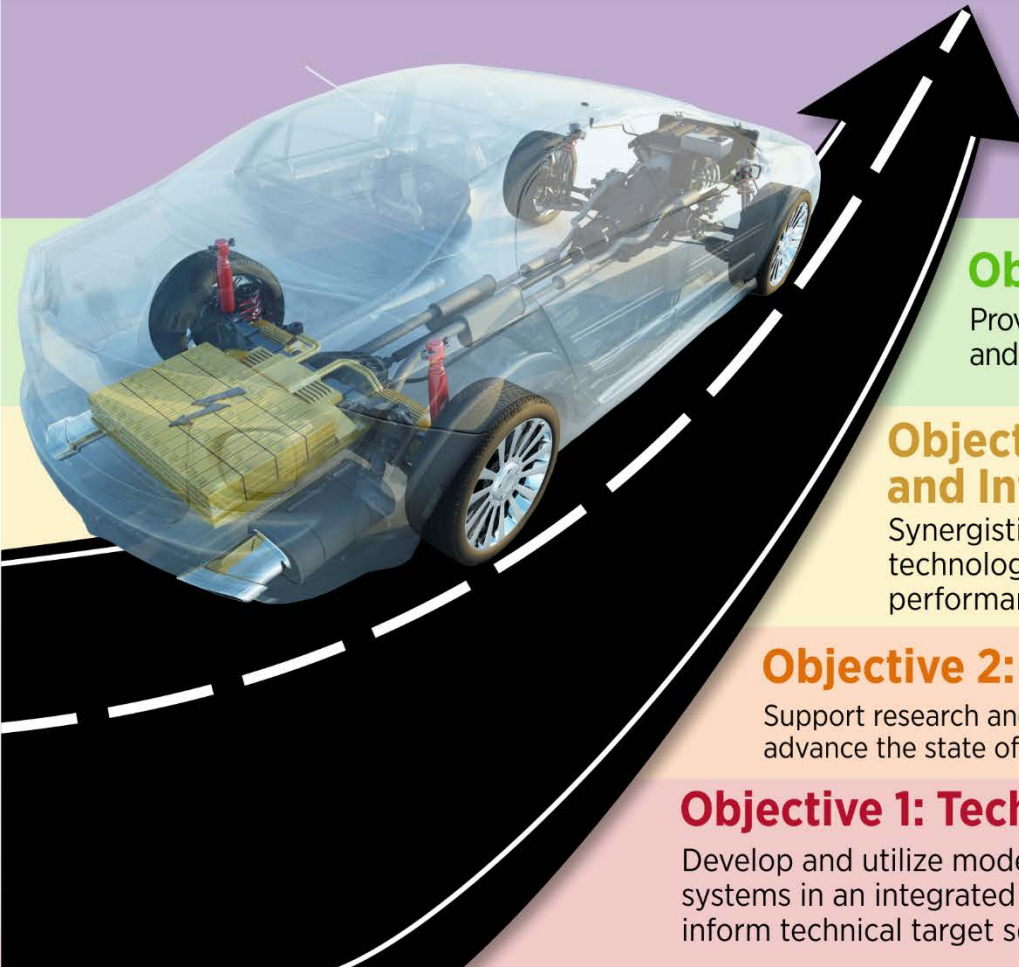 Ob
Prov
and
Object
and In
Synergisti
technolog
performa
Objective 2:
Support research an
advance the state of
Objective 1: Tech
Develop and utilize mode
systems in an integrated
inform technical target s